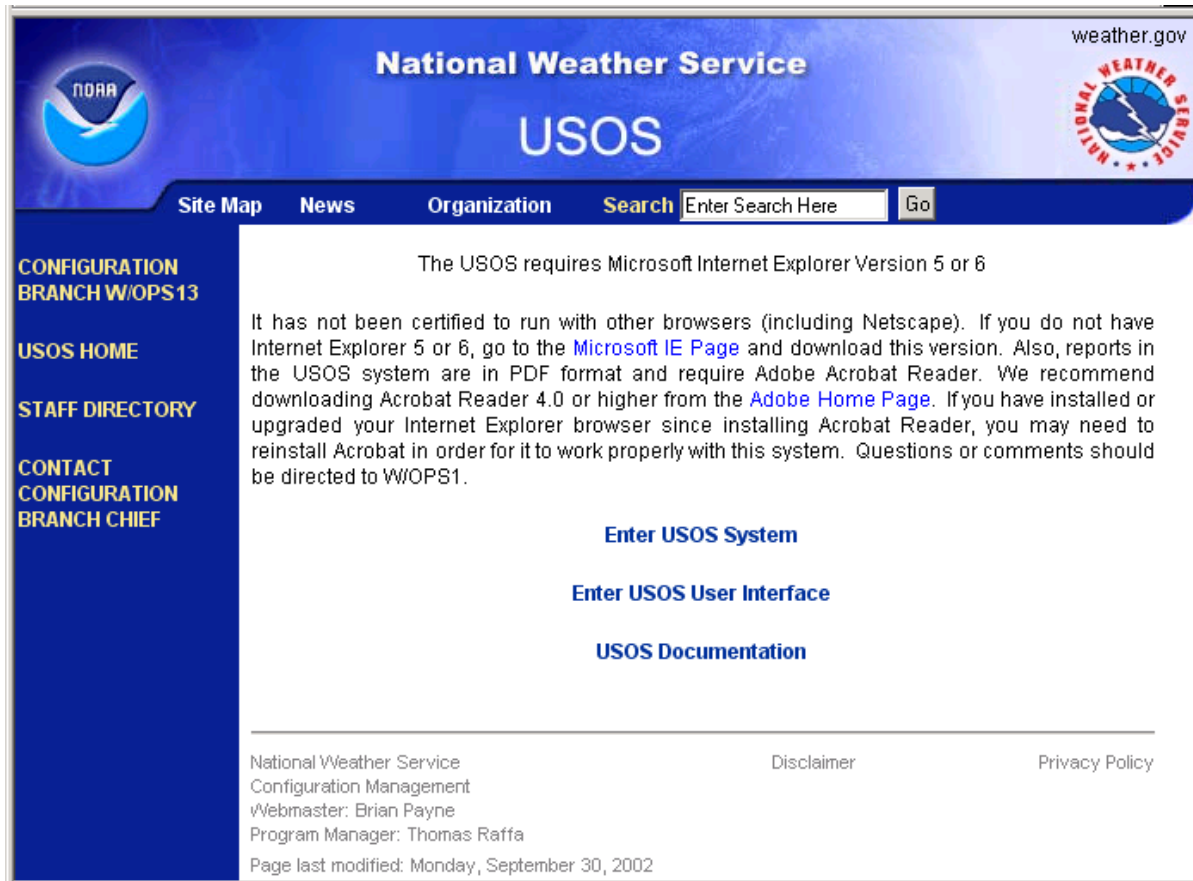 weather.gov
NOAA
National Weather Service
NATIONAL WEATHER SERVICE
USOS
Site Map News Organization Search Enter Search Here Go
CONFIGURATION
BRANCH W/OPS13
USOS HOME
STAFF DIRECTORY
CONTACT
CONFIGURATION
BRANCH CHIEF
The USOS requires Microsoft Internet Explorer Version 5 or 6
It has not been certified to run with other browsers (including Netscape). If you do not have
Internet Explorer 5 or 6, go to the Microsoft IE Page and download this version. Also, reports in
the USOS system are in PDF format and require Adobe Acrobat Reader. We recommend
downloading Acrobat Reader 4.0 or higher from the Adobe Home Page. If you have installed or
upgraded your Internet Explorer browser since installing Acrobat Reader, you may need to
reinstall Acrobat in order for it to work properly with this system. Questions or comments should
be directed to W/OPS1.
Enter USOS System
Enter USOS User Interface
USOS Documentation
National Weather Service Disclaimer Privacy Policy
Configuration Management
Webmaster: Brian Payne
Program Manager: Thomas Raffa
Page last modified: Monday, September 30, 2002